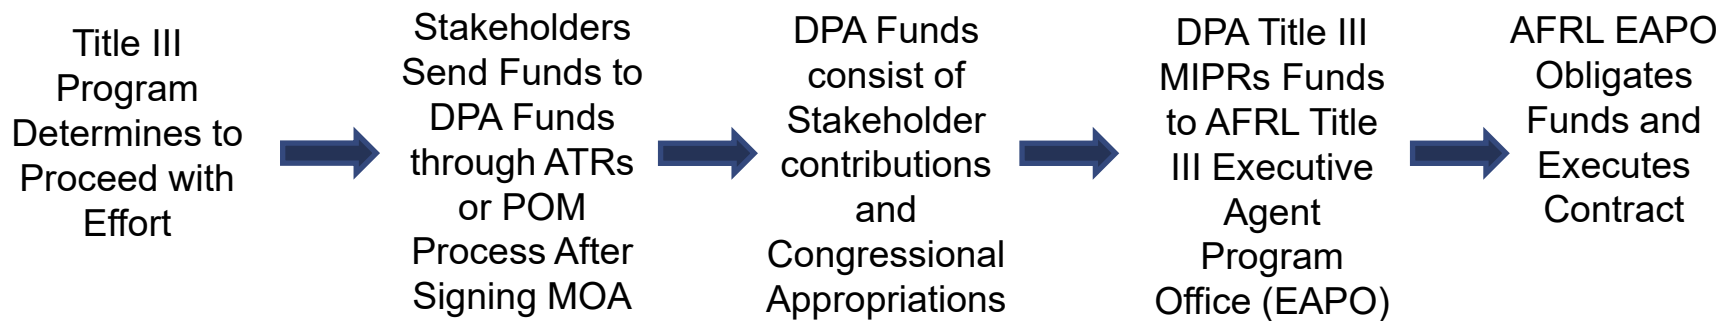 Title III
Program
Determines to
Proceed with
Effort
Stakeholders
Send Funds to
DPA Funds
through ATRs
or POM
Process After
Signing MOA
DPA Funds
consist of
Stakeholder
contributions
and
Congressional
Appropriations
DPA Title III
MIPRs Funds
to AFRL Title
III Executive
Agent
Program
Office (EAPO)
AFRL EAPO
Obligates
Funds and
Executes
Contract